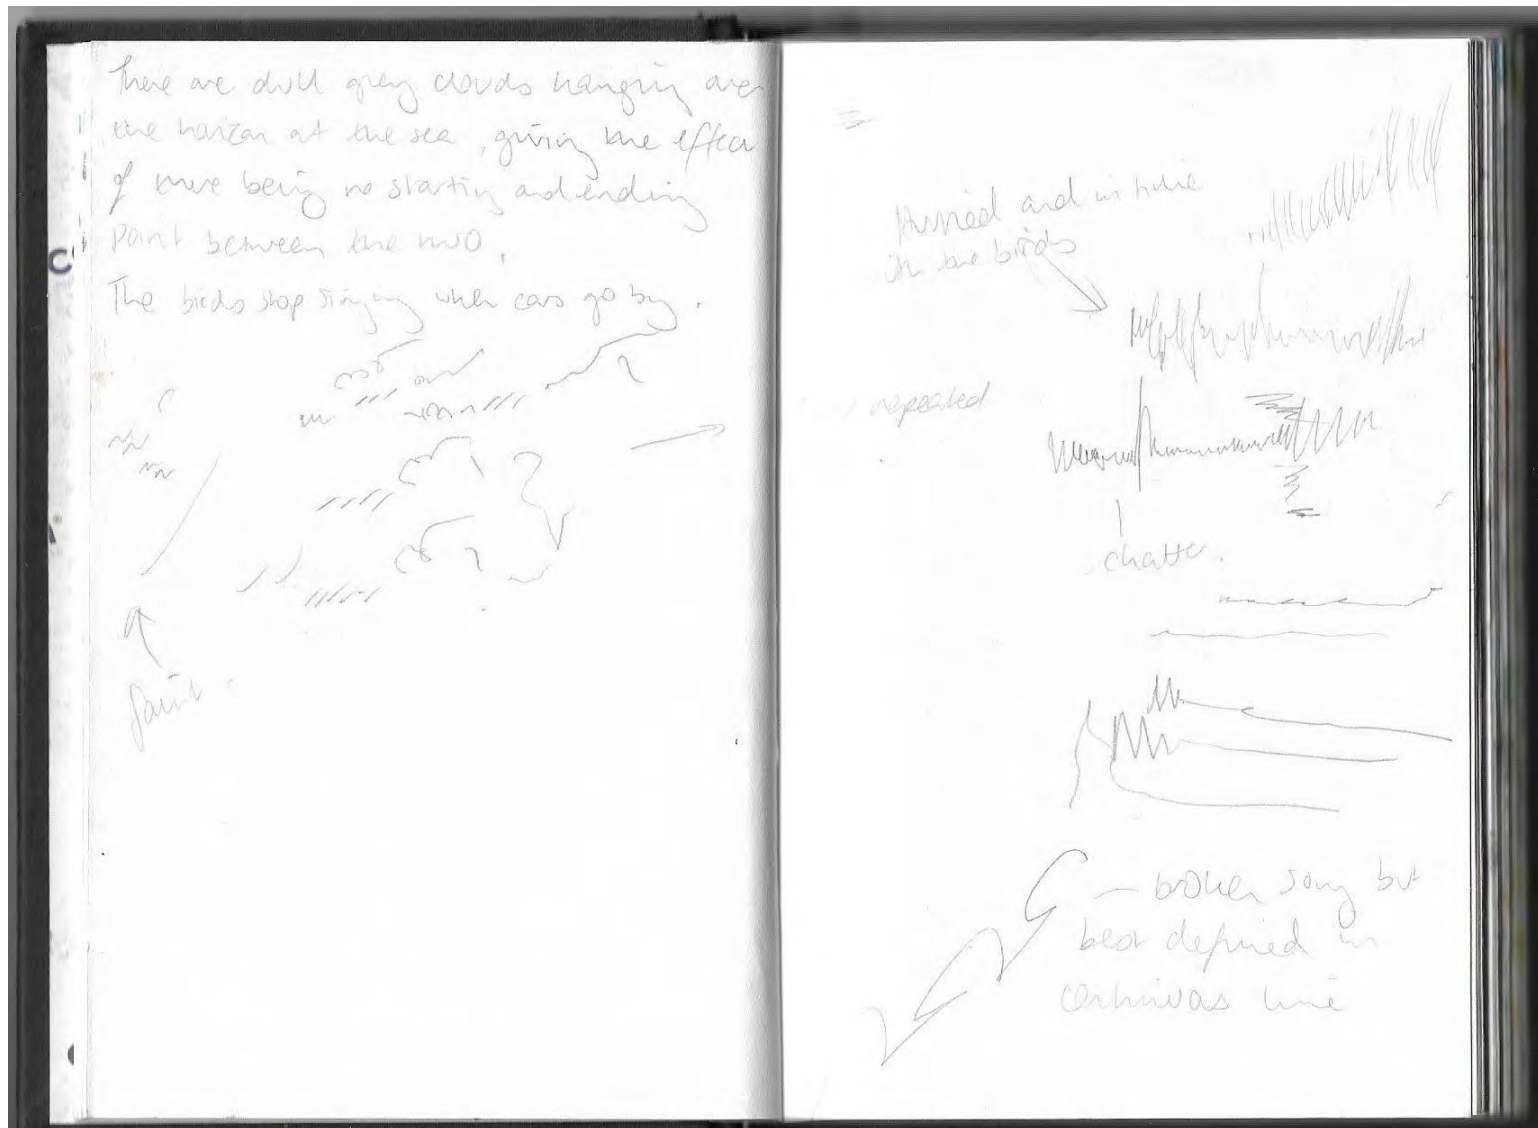 There are dull grey clouds hanging over
the horizon at the sea, giving the effect
of there being no starting and ending
point between the two.
The birds stop singing when cars go by.
faint
Hurried and in tune
on the birds
repeated
chatter.
– broken song but
best defined in
continuous line